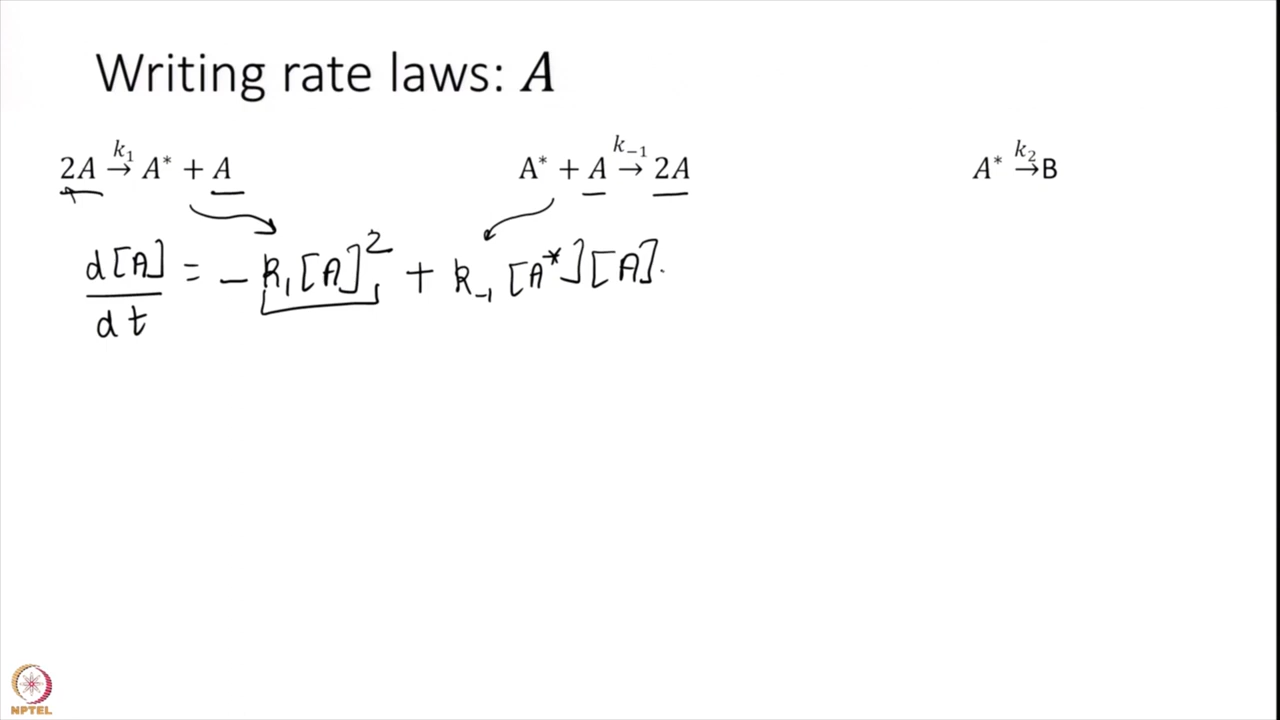 Writing rate laws: A
2A k₁→ A* + A
A* + A k₋₁→ 2A
A* k₂→ B
d[A]/dt = − k₁[A]² + k₋₁[A*][A].
NPTEL